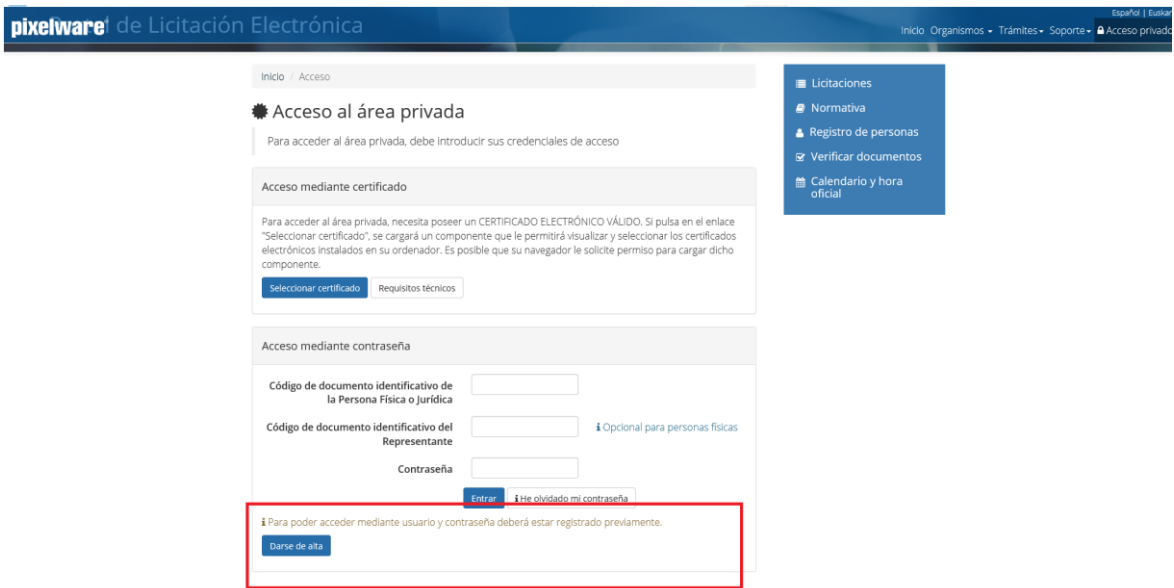 Español | Euskar
pixelware l de Licitación Electrónica
Inicio Organismos Trámites Soporte Acceso privado
Inicio / Acceso
Acceso al área privada
Para acceder al área privada, debe introducir sus credenciales de acceso
Licitaciones
Normativa
Registro de personas
Verificar documentos
Calendario y hora
oficial
Acceso mediante certificado
Para acceder al área privada, necesita poseer un CERTIFICADO ELECTRÓNICO VÁLIDO. Si pulsa en el enlace
"Seleccionar certificado", se cargará un componente que le permitirá visualizar y seleccionar los certificados
electrónicos instalados en su ordenador. Es posible que su navegador le solicite permiso para cargar dicho
componente.
Seleccionar certificado Requisitos técnicos
Acceso mediante contraseña
Código de documento identificativo de
la Persona Física o Jurídica
Código de documento identificativo del
Representante
Opcional para personas físicas
Contraseña
Entrar He olvidado mi contraseña
Para poder acceder mediante usuario y contraseña deberá estar registrado previamente.
Darse de alta